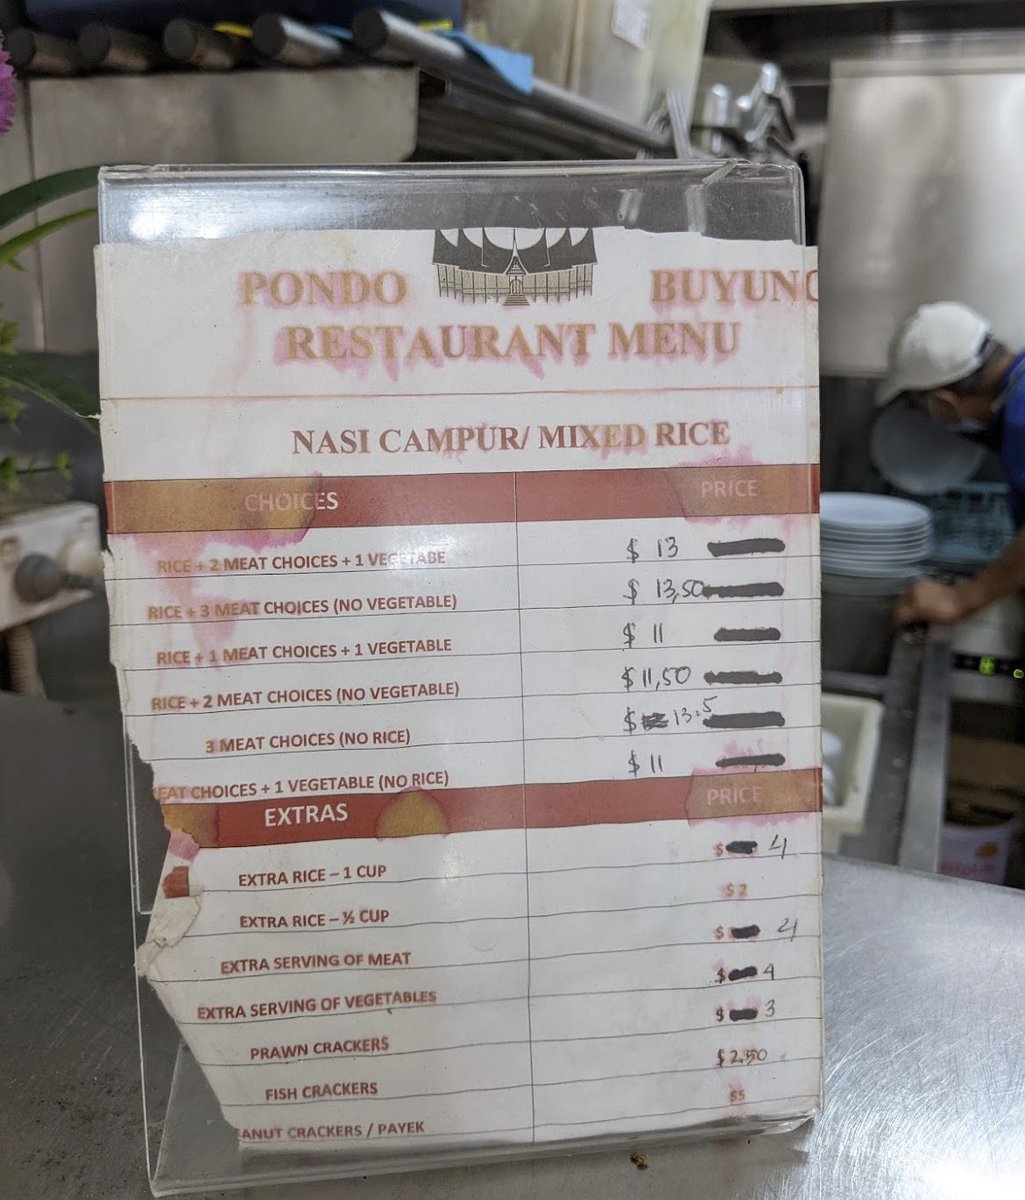 PONDO BUYUNG
RESTAURANT MENU
NASI CAMPUR/ MIXED RICE
CHOICES PRICE
RICE + 2 MEAT CHOICES + 1 VEGETABE $ 13
RICE + 3 MEAT CHOICES (NO VEGETABLE) $ 13,50
RICE + 1 MEAT CHOICES + 1 VEGETABLE $ 11
RICE + 2 MEAT CHOICES (NO VEGETABLE) $ 11,50
3 MEAT CHOICES (NO RICE) $ 13.5
EAT CHOICES + 1 VEGETABLE (NO RICE) $ 11
EXTRAS PRICE
EXTRA RICE – 1 CUP $ 4
EXTRA RICE – ½ CUP $ 2
EXTRA SERVING OF MEAT $ 4
EXTRA SERVING OF VEGETABLES $ 4
PRAWN CRACKERS $ 3
FISH CRACKERS $ 2.50
ANUT CRACKERS / PAYEK $5